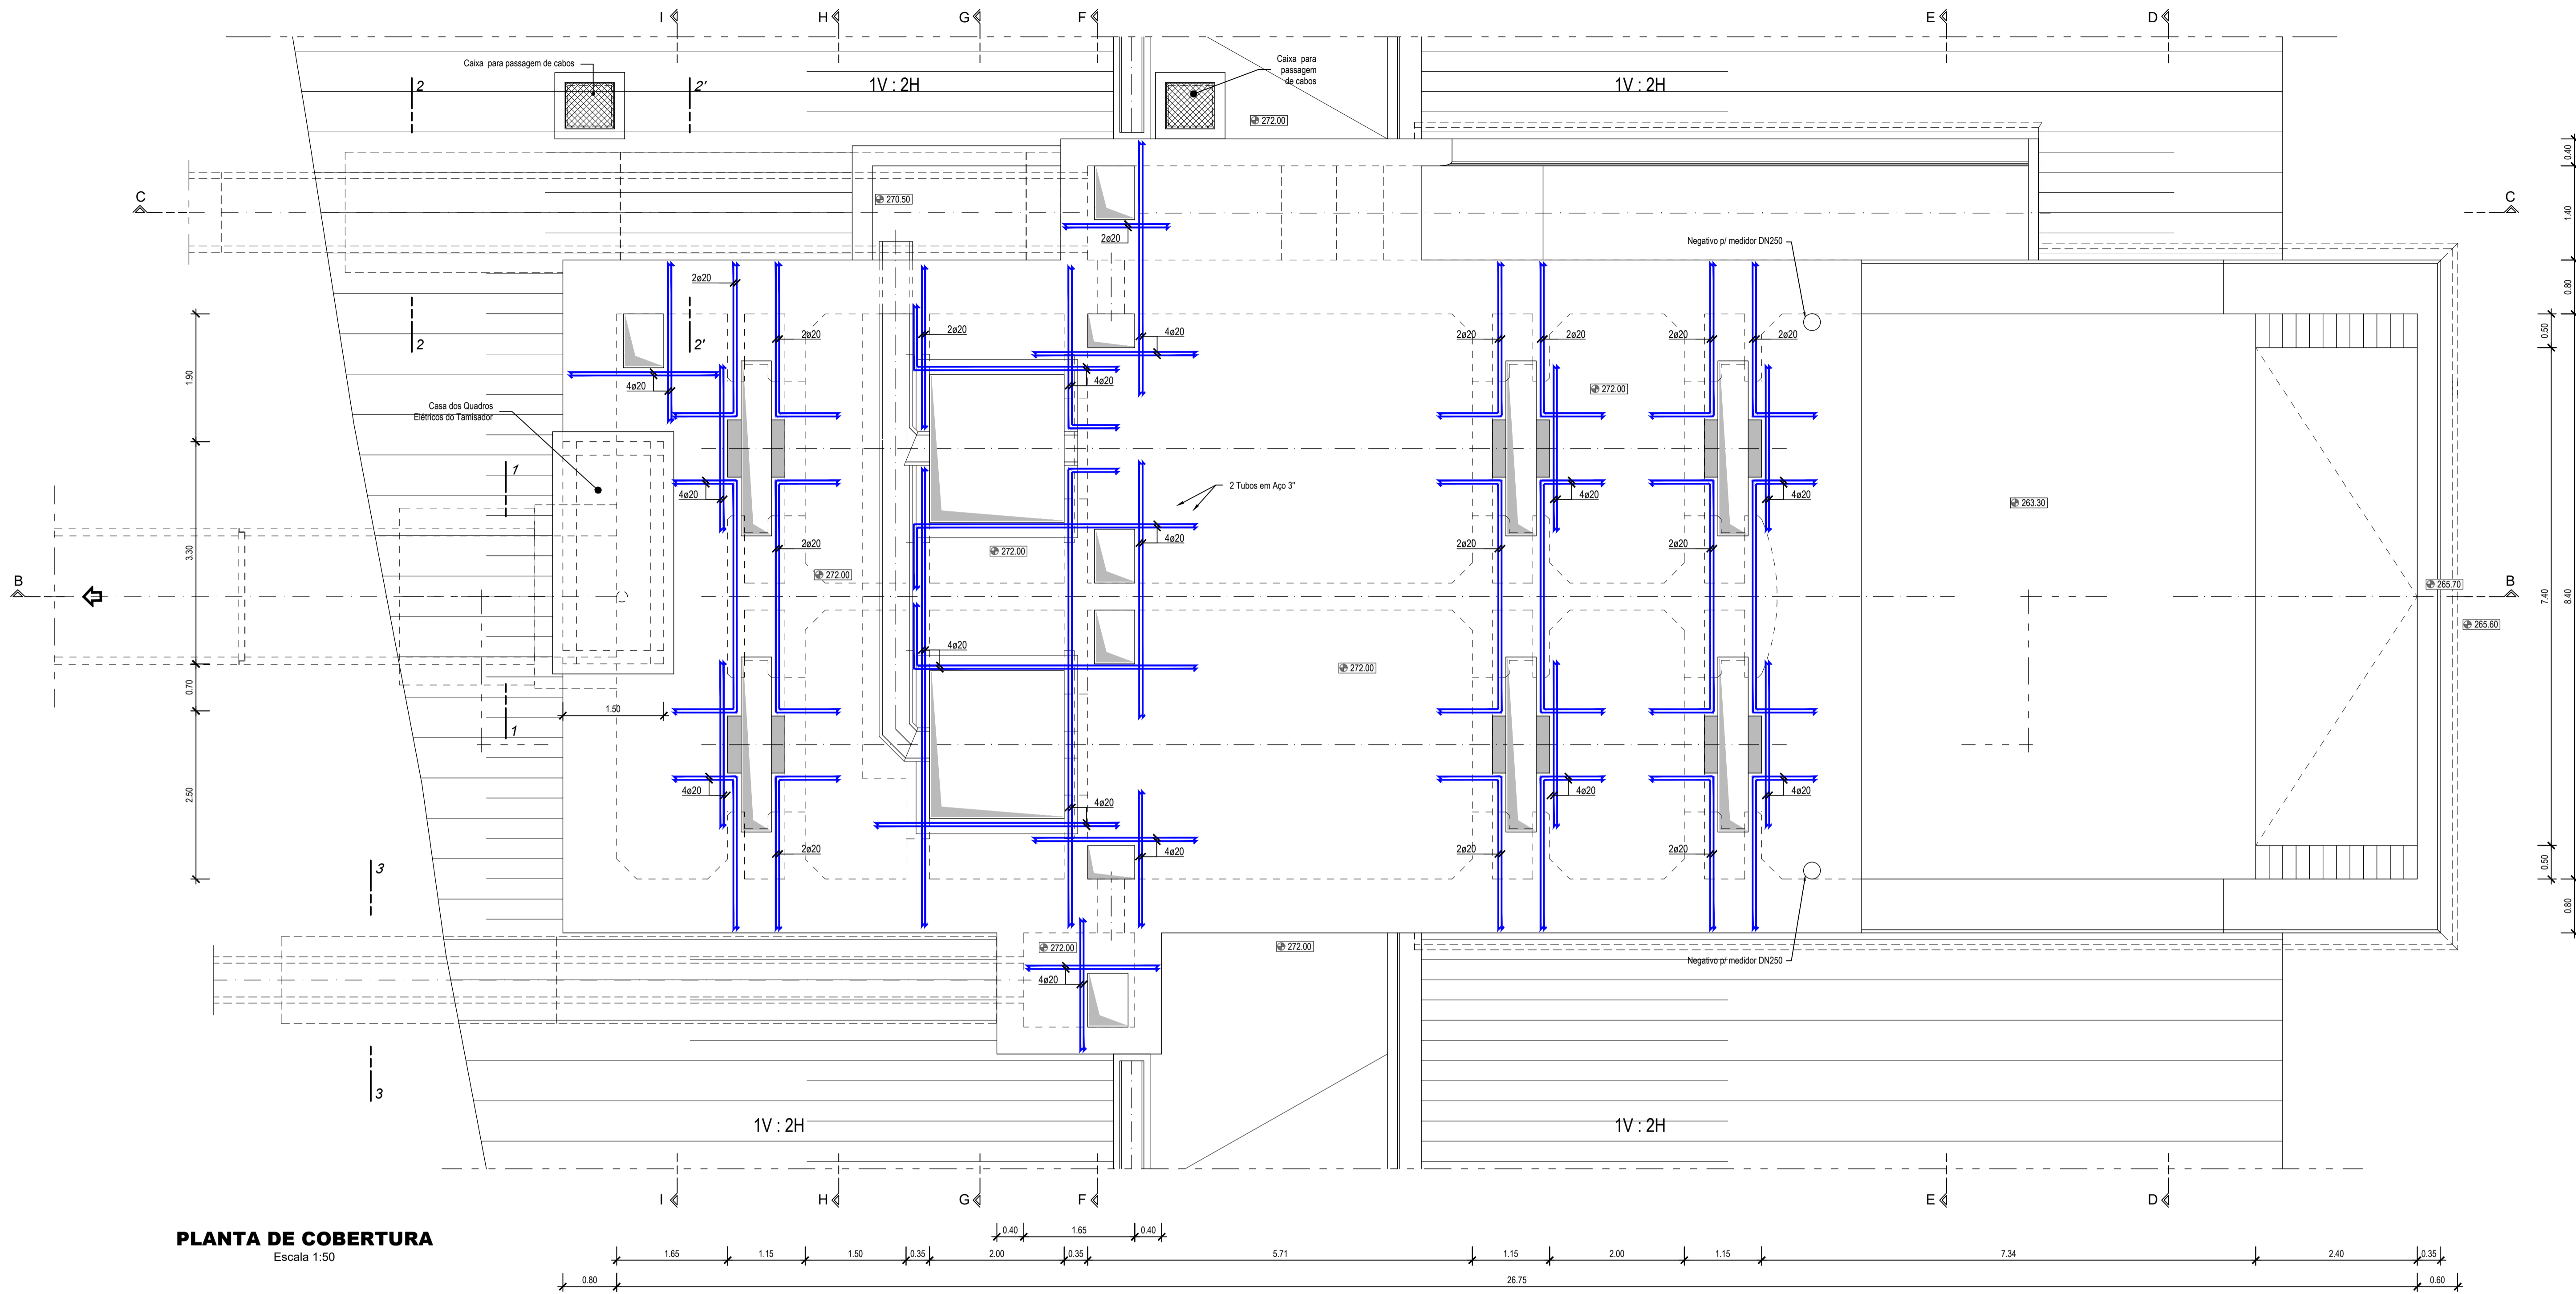 I
H
G
F
E
D
Caixa para passagem de cabos
Caixa para
passagem
de cabos
2
2'
1V : 2H
1V : 2H
272.00
0.40
C
270.50
C
1.40
2ø20
Negativo p/ medidor DN250
2ø20
0.80
2
2'
2ø20
2ø20
4ø20
2ø20
2ø20
2ø20
2ø20
0.50
1.90
4ø20
4ø20
272.00
Casa dos Quadros
Elétricos do Tamisador
1
4ø20
2 Tubos em Aço 3"
4ø20
4ø20
263.30
3.30
2ø20
4ø20
2ø20
2ø20
272.00
272.00
265.70
B
B
7.40
8.40
265.60
4ø20
272.00
0.70
1.50
1
2.50
4ø20
4ø20
4ø20
4ø20
2ø20
4ø20
2ø20
2ø20
0.50
3
0.80
272.00
272.00
Negativo p/ medidor DN250
4ø20
3
1V : 2H
1V : 2H
I
H
G
F
E
D
PLANTA DE COBERTURA
Escala 1:50
0.40
1.65
0.40
1.65
1.15
1.50
0.35
2.00
0.35
5.71
1.15
2.00
1.15
7.34
2.40
0.35
0.80
26.75
0.60